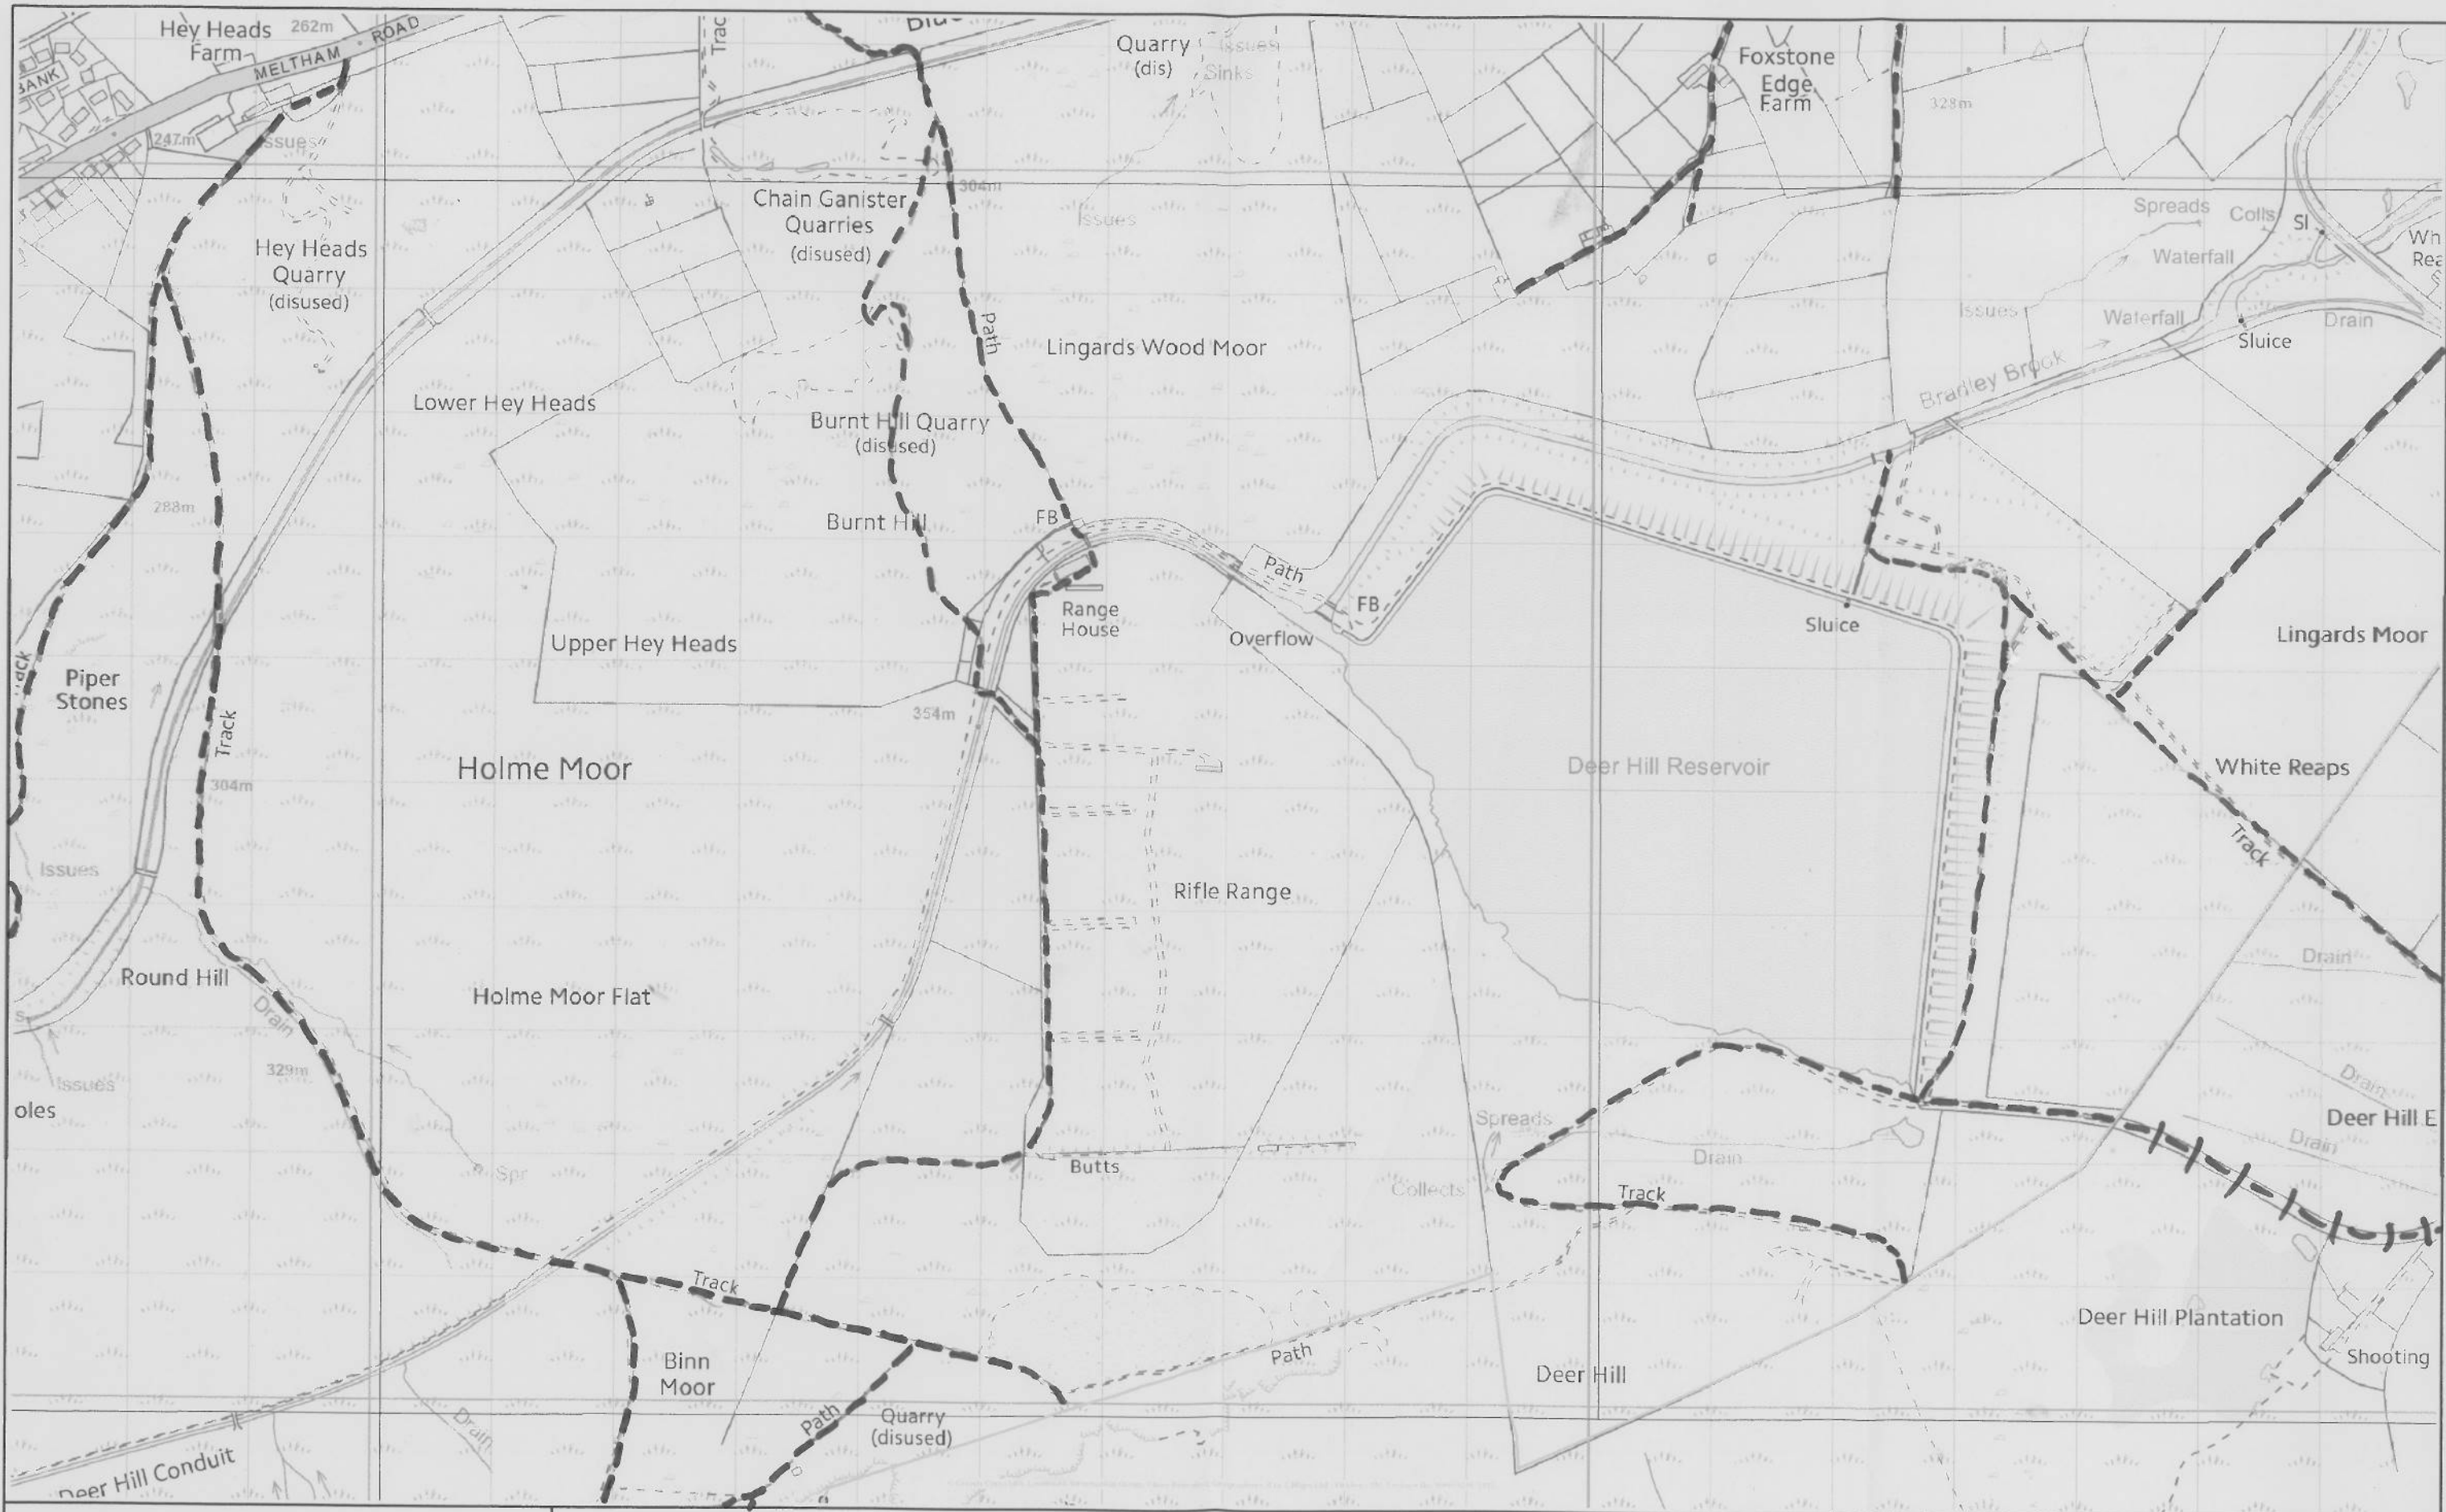 Hey Heads
Farm
262m
MELTHAM ROAD
BANK
247m
Issues
Trac
Quarry
(dis)
Issues
Sinks
Foxstone
Edge
Farm
328m
Chain Ganister
Quarries
(disused)
304m
Issues
Spreads
Colls
Sl
Waterfall
Hey Heads
Quarry
(disused)
Path
Lingards Wood Moor
Issues
Waterfall
Drain
Sluice
Bradley Brook
Lower Hey Heads
Burnt Hill Quarry
(disused)
288m
Burnt Hill
FB
Path
FB
Range
House
Overflow
Sluice
Lingards Moor
Upper Hey Heads
Piper
Stones
354m
Track
304m
Holme Moor
Deer Hill Reservoir
White Reaps
Track
Issues
Rifle Range
Round Hill
Drain
Holme Moor Flat
Drain
329m
Issues
oles
Drain
Deer Hill E
Drain
Spreads
Drain
Spr
Butts
Collects
Track
Track
Deer Hill Plantation
Path
Binn
Moor
Deer Hill
Shooting
Path
Quarry
(disused)
Drain
Deer Hill Conduit